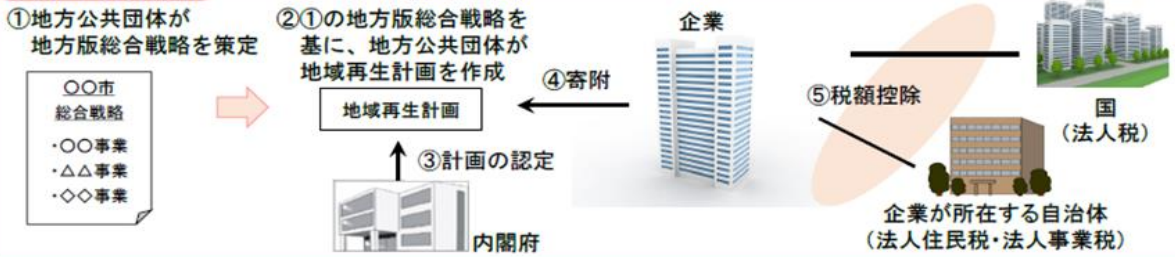 ①地方公共団体が
地方版総合戦略を策定
〇〇市
総合戦略
・〇〇事業
・△△事業
・◇◇事業
②①の地方版総合戦略を
基に、地方公共団体が
地域再生計画を作成
地域再生計画
③計画の認定
内閣府
④寄附
企業
⑤税額控除
国
(法人税)
企業が所在する自治体
(法人住民税・法人事業税)